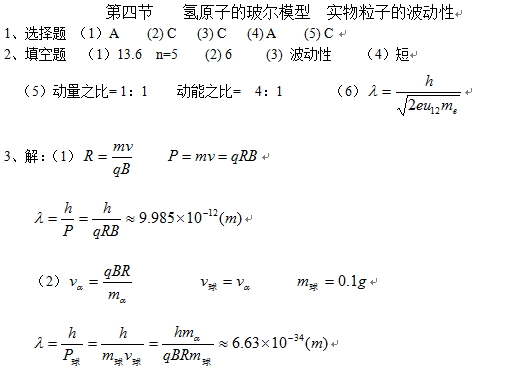 第四节 氢原子的玻尔模型 实物粒子的波动性
1、选择题 （1）A (2) C (3) C (4) A (5) C
2、填空题 （1）13.6 n=5 (2) 6 (3) 波动性 （4）短
（5）动量之比= 1：1 动能之比= 4：1 （6）λ = h / √(2eu₁₂mₑ)
3、解：（1） R = mv / qB P = mv = qRB
λ = h / P = h / qRB ≈ 9.985×10⁻¹²(m)
（2）v_α = qBR / m_α v_球 = v_α m_球 = 0.1g
λ = h / P_球 = h / m_球v_球 = hm_α / qBRm_球 ≈ 6.63×10⁻³⁴(m)